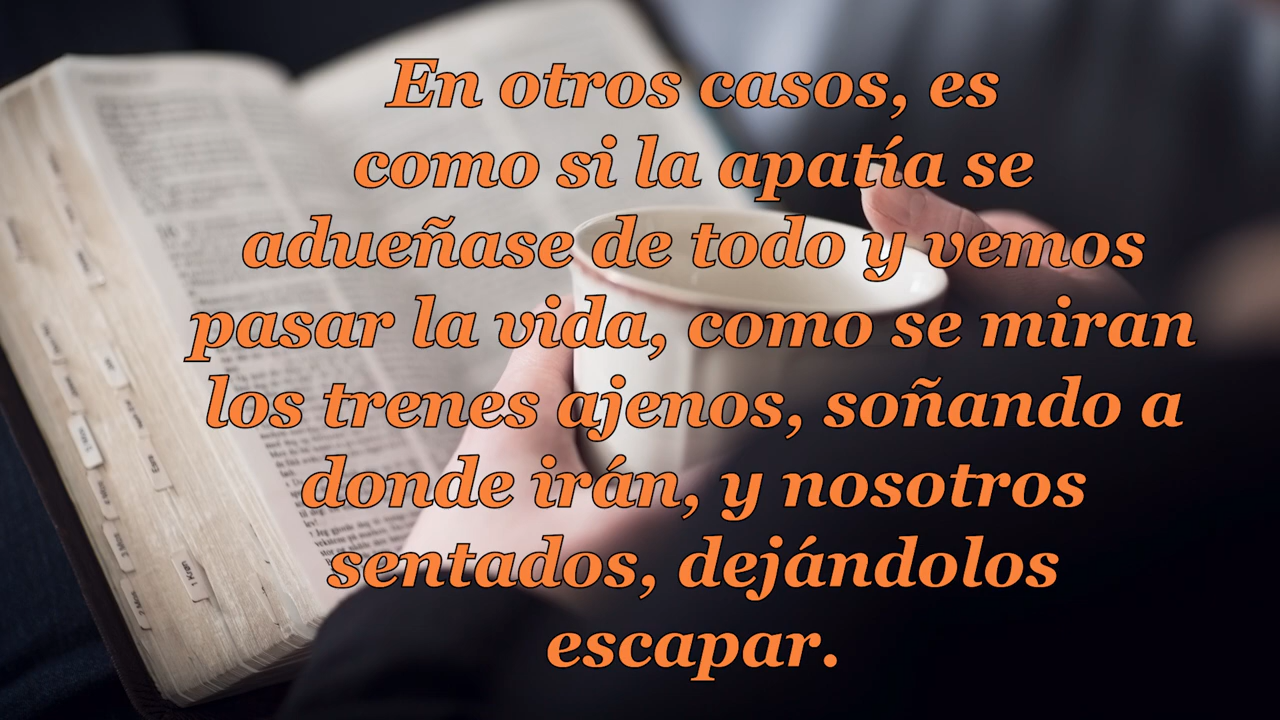 En otros casos, es
como si la apatía se
adueñase de todo y vemos
pasar la vida, como se miran
los trenes ajenos, soñando a
donde irán, y nosotros
sentados, dejándolos
escapar.